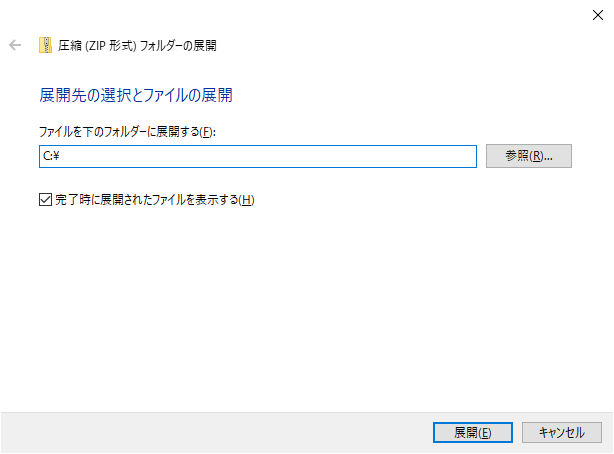 圧縮 (ZIP 形式) フォルダーの展開
展開先の選択とファイルの展開
ファイルを下のフォルダーに展開する(F):
C:¥
参照(R)...
完了時に展開されたファイルを表示する(H)
展開(E)
キャンセル